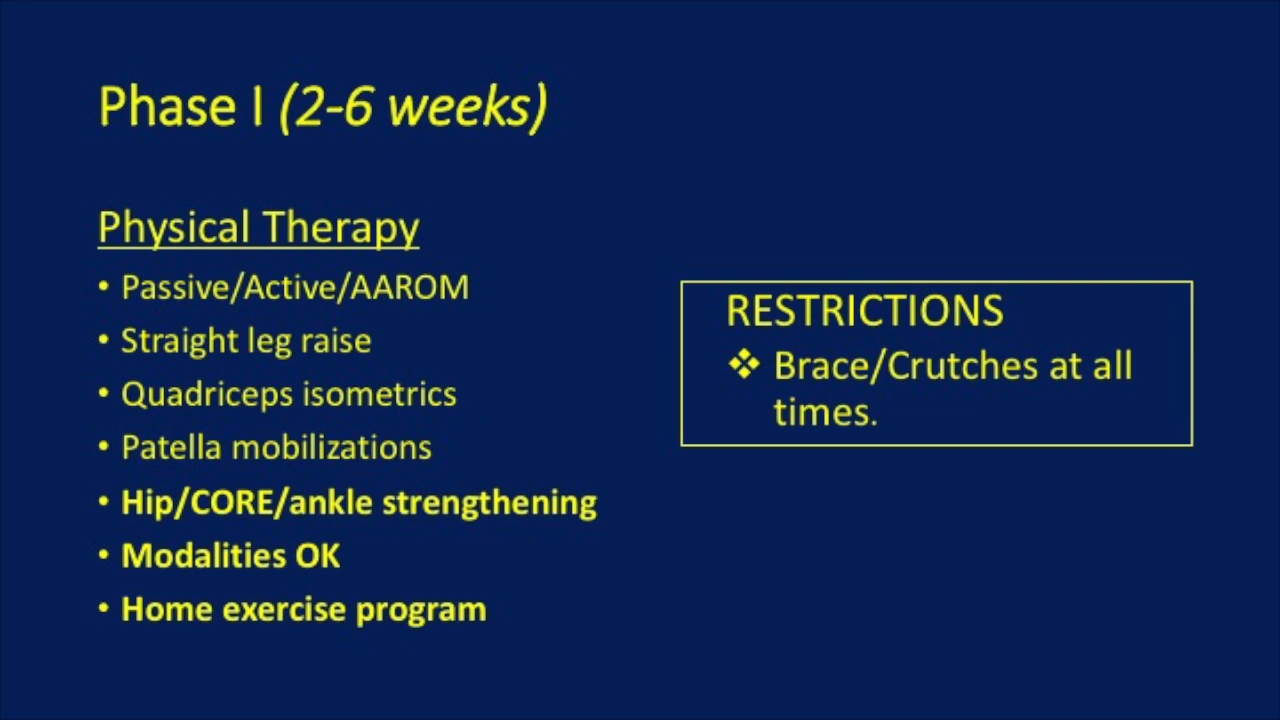 Phase I (2-6 weeks)
Physical Therapy
• Passive/Active/AAROM
• Straight leg raise
• Quadriceps isometrics
• Patella mobilizations
• Hip/CORE/ankle strengthening
• Modalities OK
• Home exercise program
RESTRICTIONS
❖ Brace/Crutches at all
times.